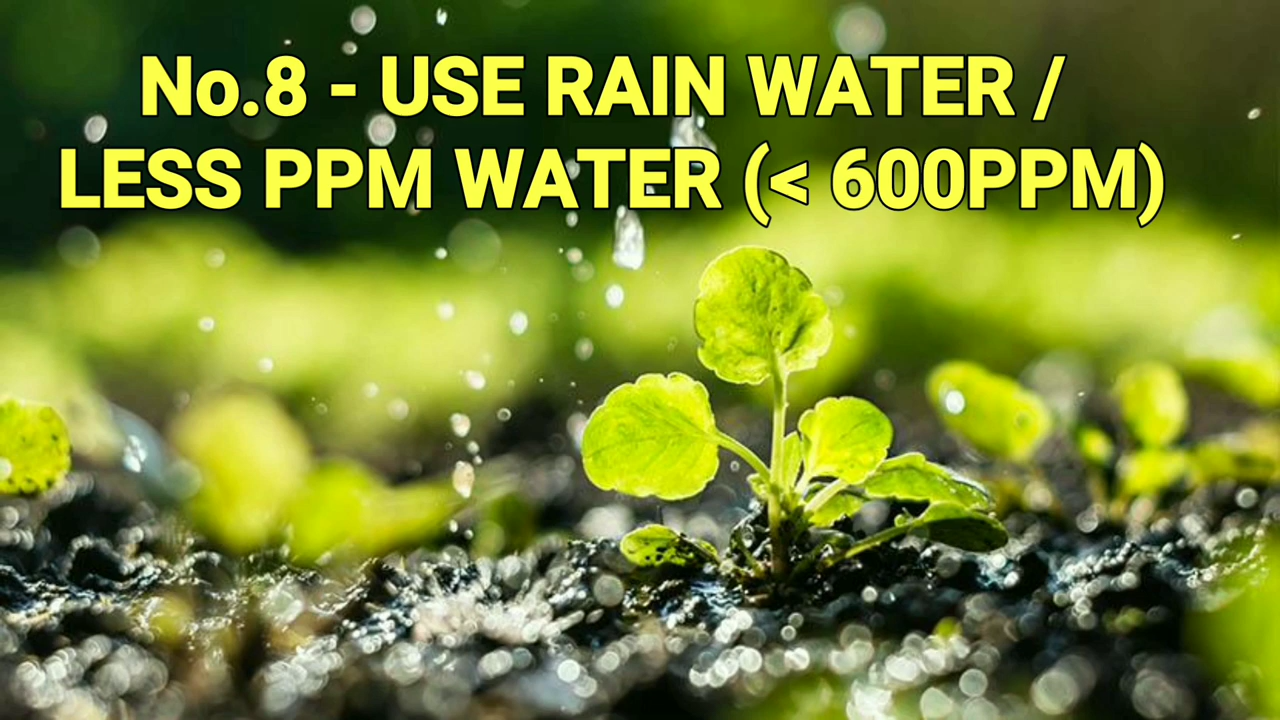 No.8 - USE RAIN WATER /
LESS PPM WATER (< 600PPM)